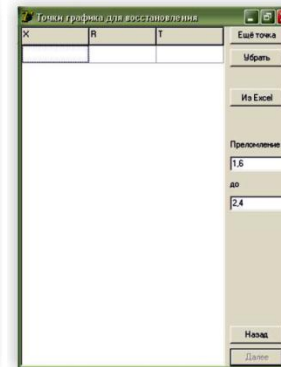 Точки графика для восстановления
X R T
Ещё точка
Убрать
Из Excel
Преломление
1,6
до
2,4
Назад
Далее